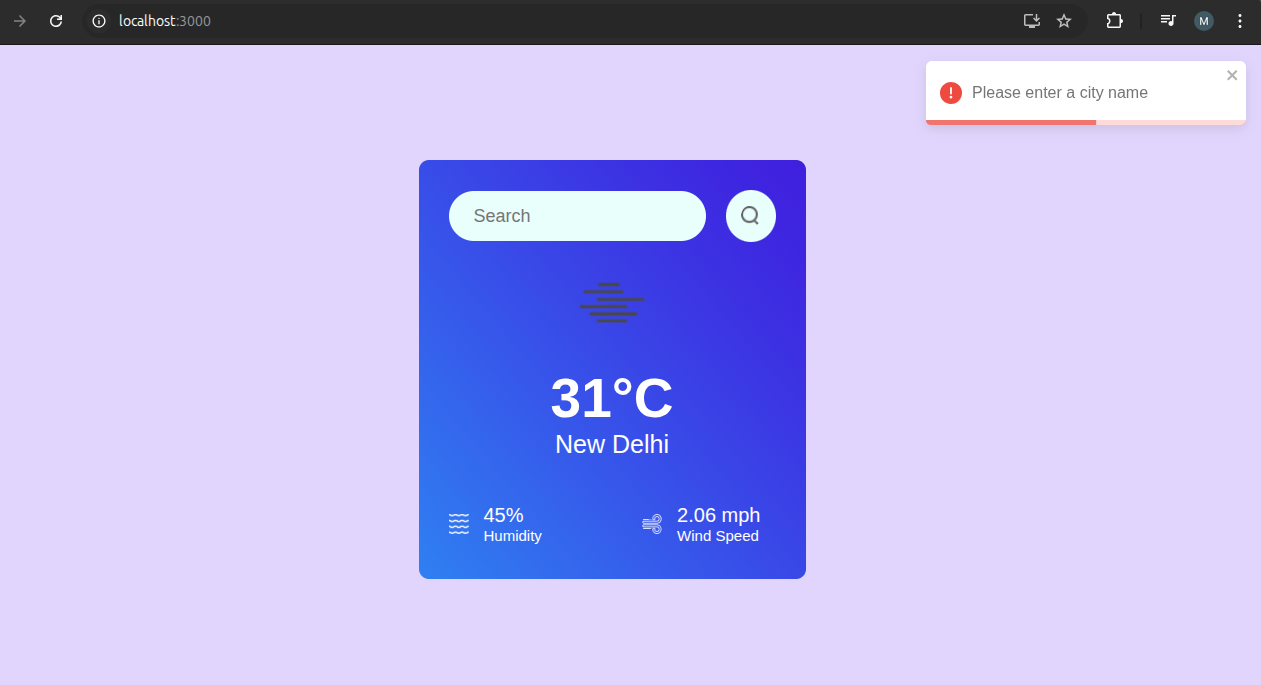 localhost:3000
M
Please enter a city name
Search
31°C
New Delhi
45%
Humidity
2.06 mph
Wind Speed